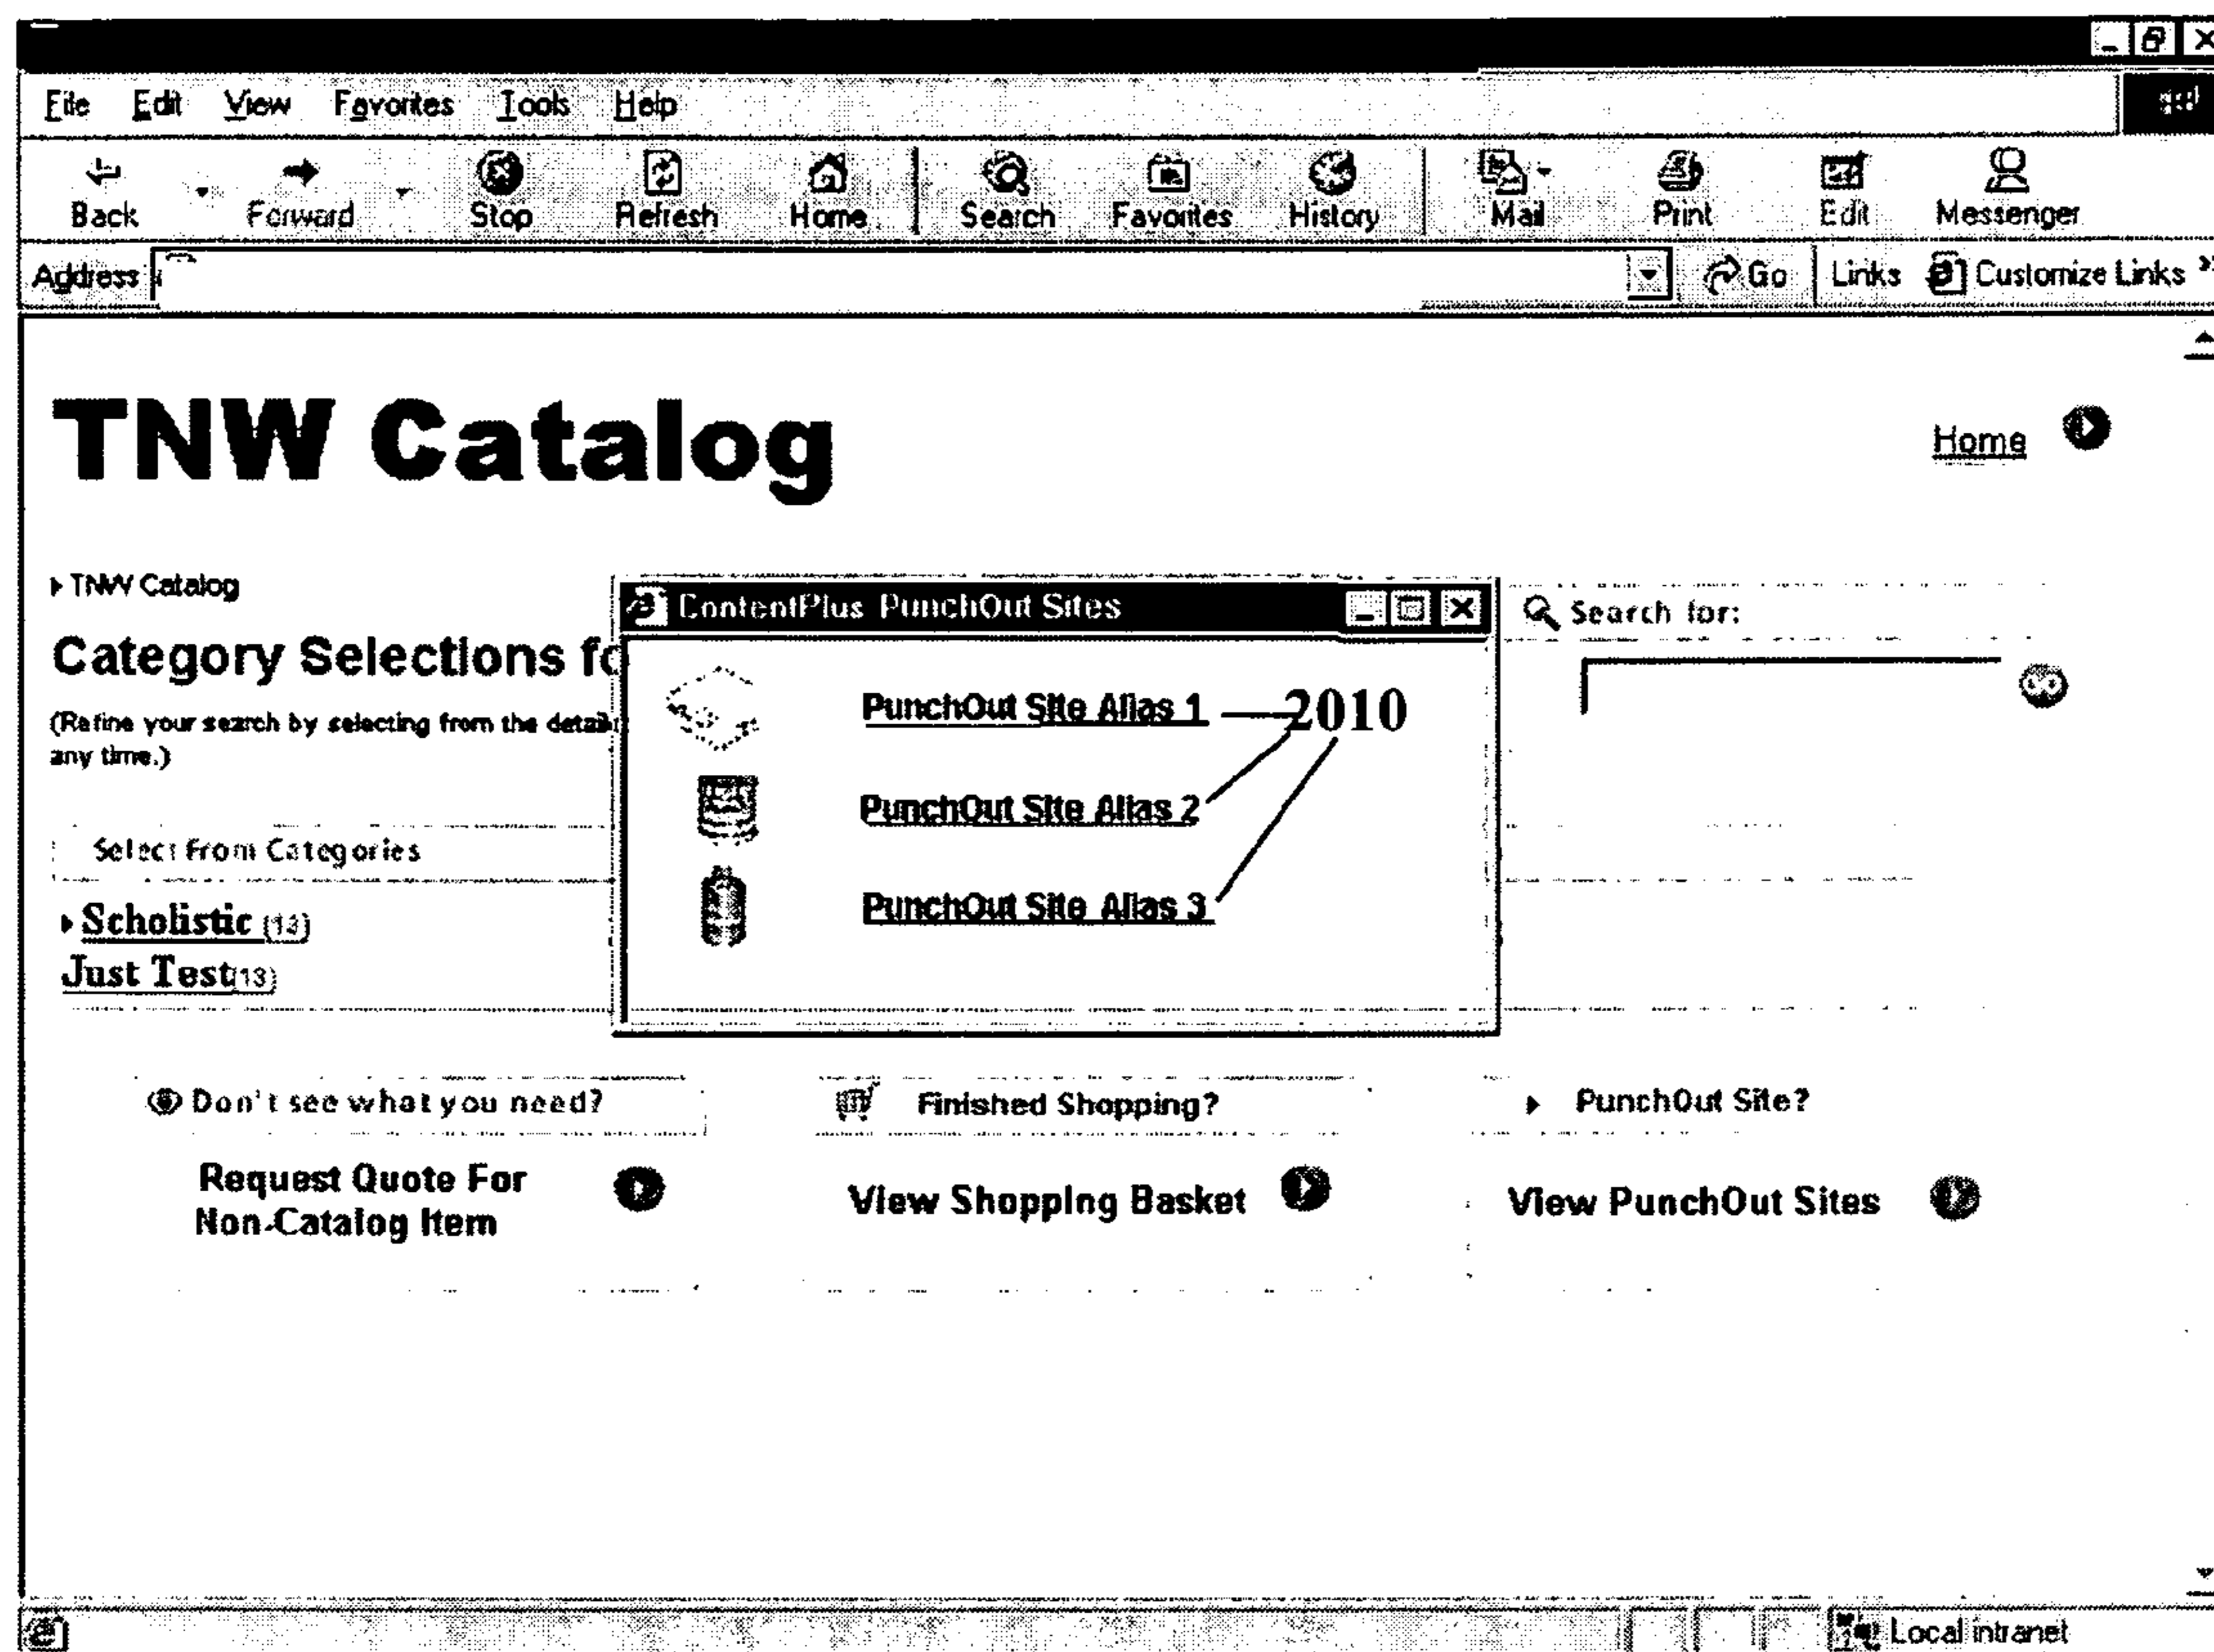 File Edit View Favorites Tools Help
Back Forward Stop Refresh Home Search Favorites History Mail Print Edit Messenger
Address Go Links Customize Links »
TNW Catalog
Home
TNW Catalog
Category Selections fo
(Refine your search by selecting from the detail
any time.)
ContentPlus PunchOut Sites
PunchOut Site Alias 1 2010
PunchOut Site Alias 2
PunchOut Site Alias 3
Search for:
Select From Categories
Scholistic (13)
Just Test(13)
Don't see what you need?
Request Quote For
Non-Catalog Item
Finished Shopping?
View Shopping Basket
PunchOut Site?
View PunchOut Sites
Local intranet